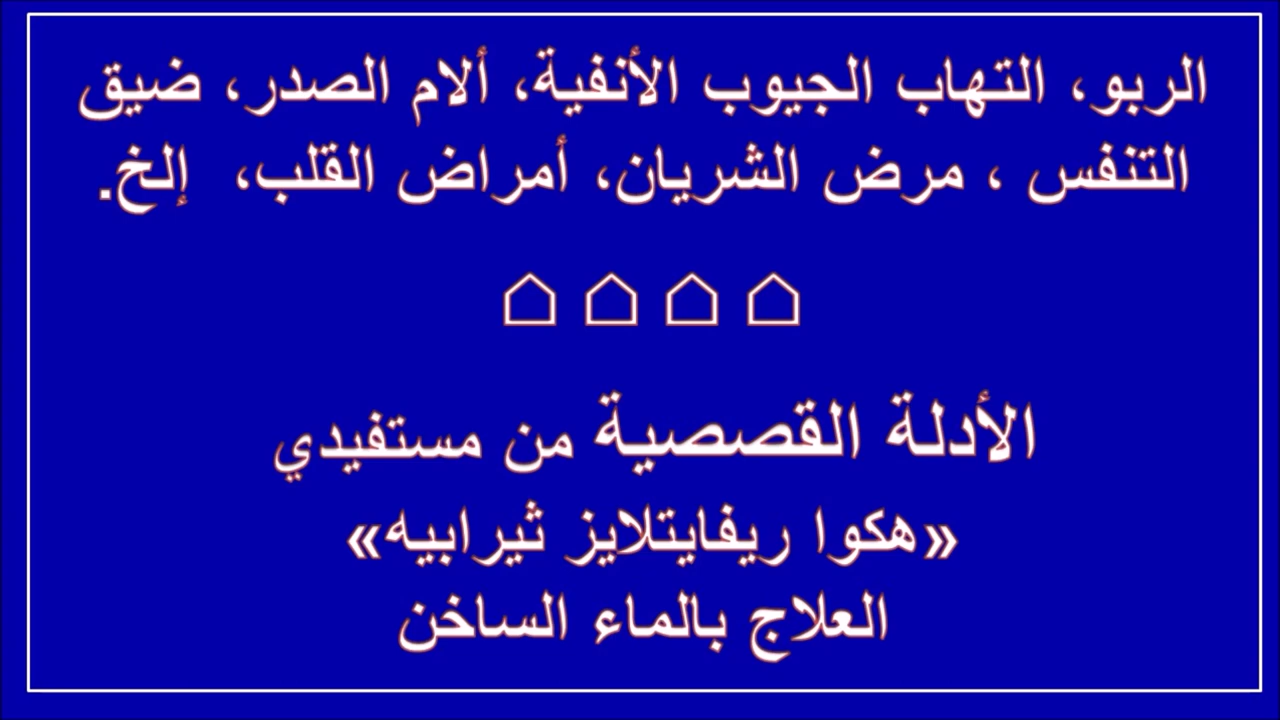 الربو، التهاب الجيوب الأنفية، ألام الصدر، ضيق
التنفس ، مرض الشريان، أمراض القلب،  إلخ.
⌂ ⌂ ⌂ ⌂
الأدلة القصصية من مستفيدي
«هكوا ريفايتلايز ثيرابيه»
العلاج بالماء الساخن